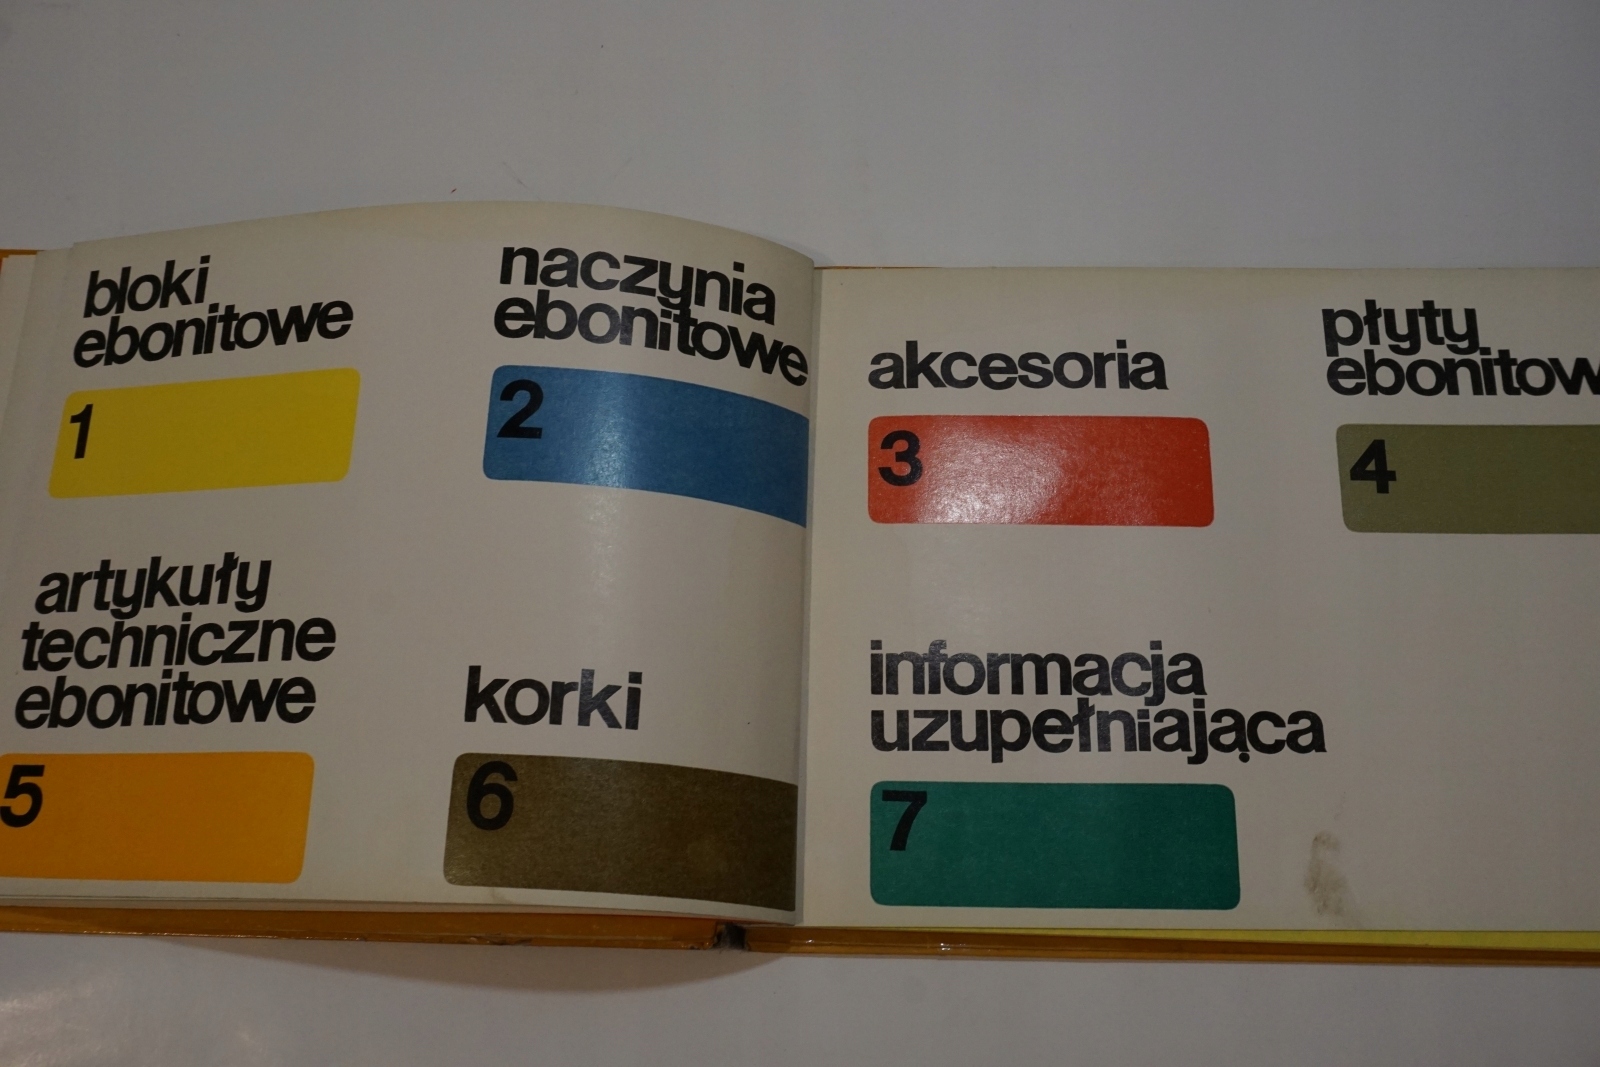 bloki
ebonitowe
1
naczynia
ebonitowe
2
akcesoria
3
płyty
ebonitow
4
artykuły
techniczne
ebonitowe
5
korki
6
informacja
uzupełniająca
7